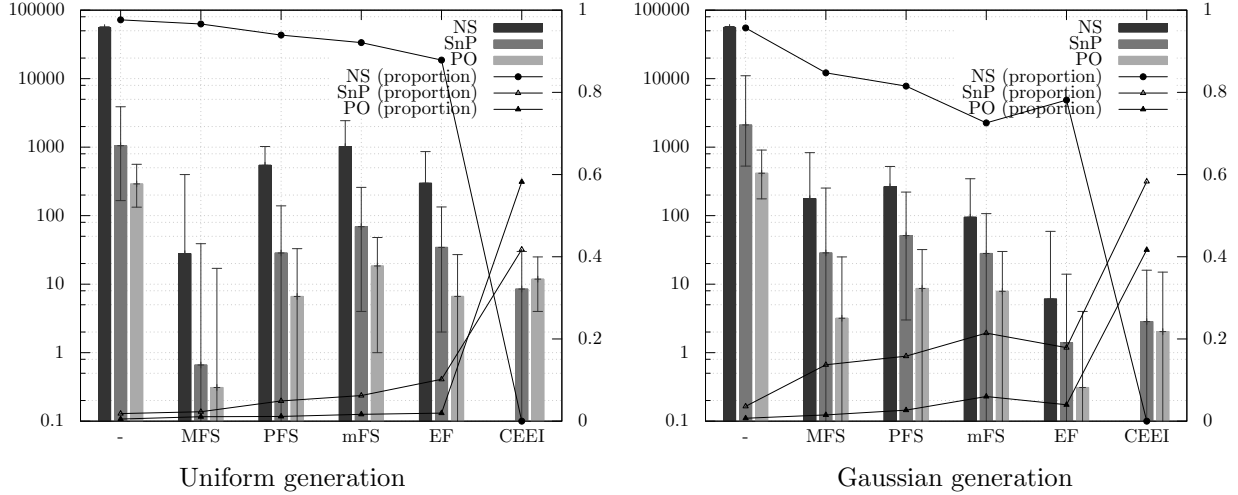 100000
10000
1000
100
10
1
0.1
1
0.8
0.6
0.4
0.2
0
NS
SnP
PO
NS (proportion)
SnP (proportion)
PO (proportion)
- MFS PFS mFS EF CEEI
Uniform generation
100000
10000
1000
100
10
1
0.1
1
0.8
0.6
0.4
0.2
0
NS
SnP
PO
NS (proportion)
SnP (proportion)
PO (proportion)
- MFS PFS mFS EF CEEI
Gaussian generation